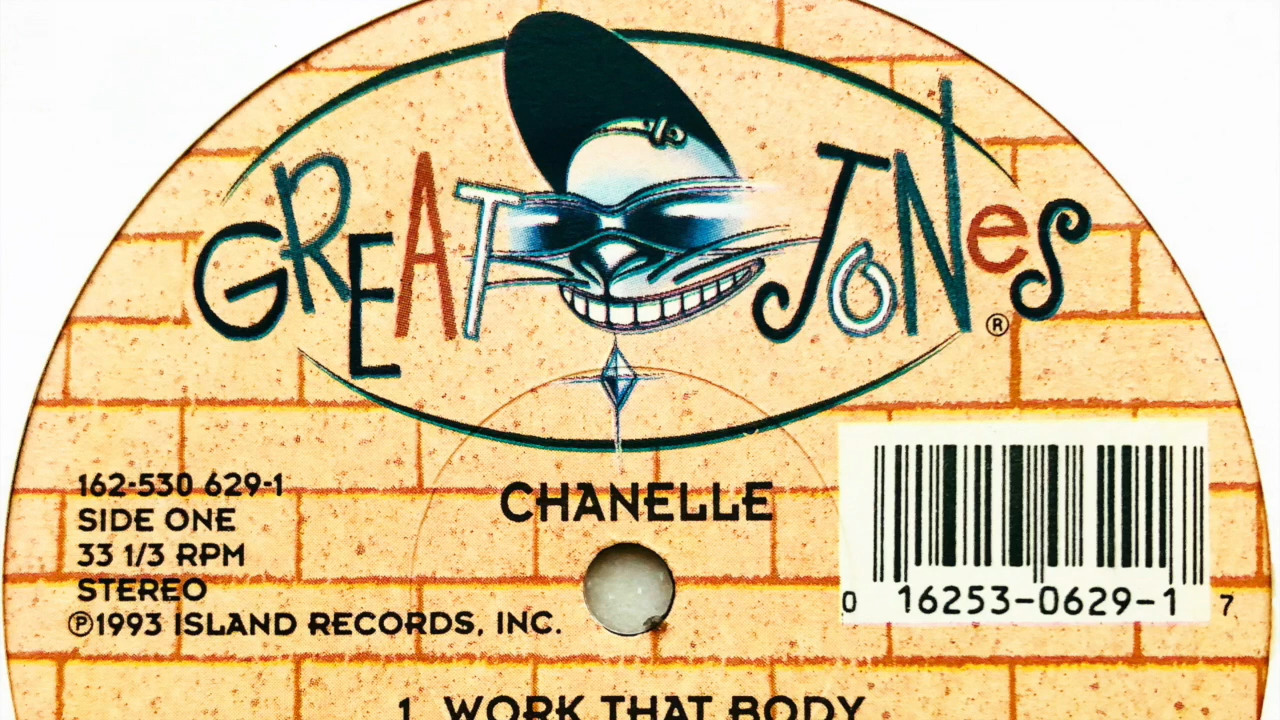 GREAT JONeS ®
162-530 629-1
SIDE ONE
33 1/3 RPM
STEREO
℗1993 ISLAND RECORDS, INC.
CHANELLE
0 16253-0629-1 7
1. WORK THAT BODY